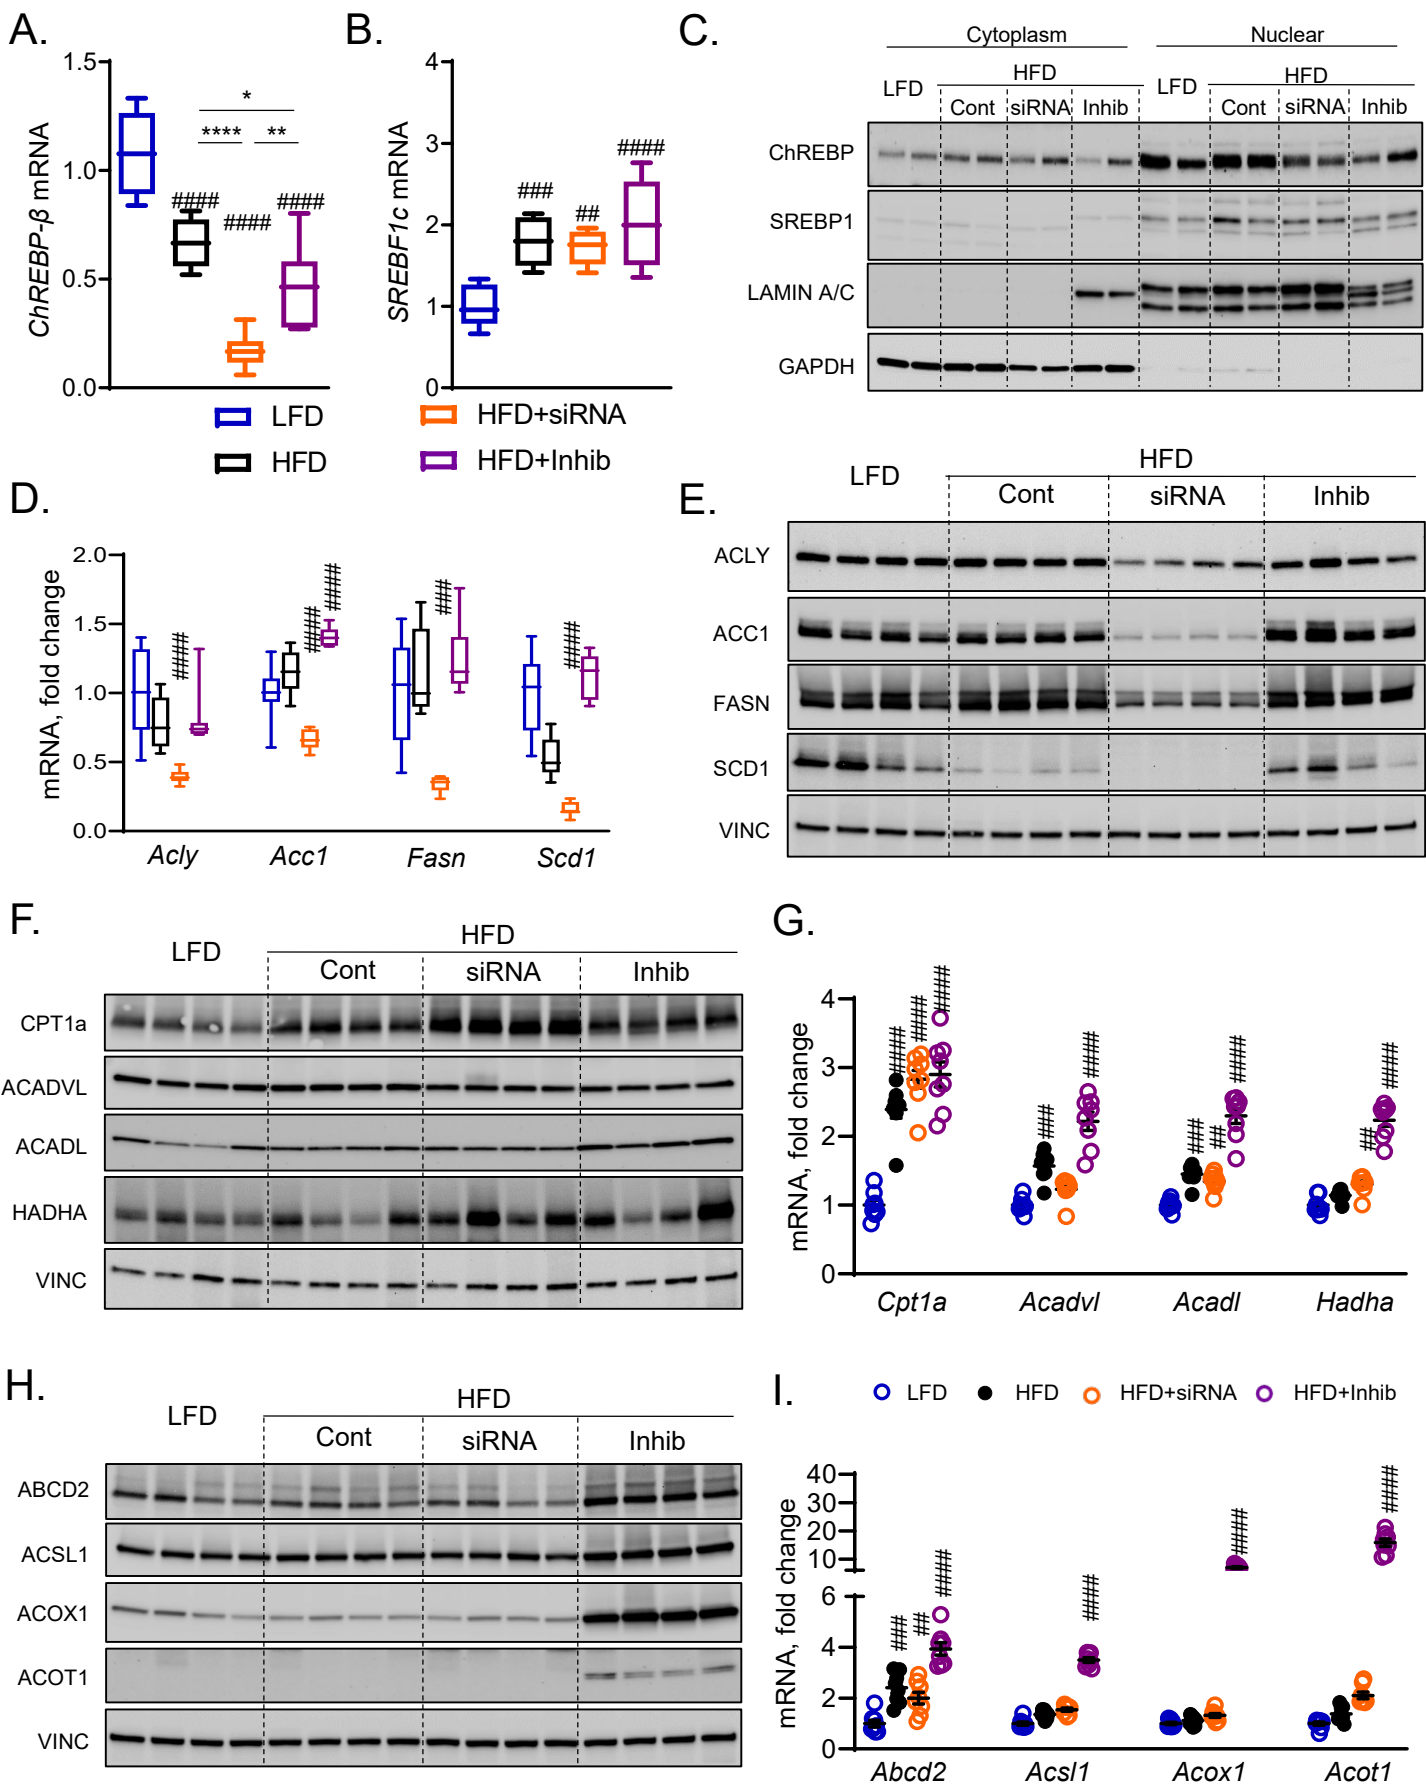 A.
ChREBP-β mRNA
1.5
1.0
0.5
0.0
*
**** **
####
####
####
B.
SREBF1c mRNA
4
3
2
1
0
###
##
####
LFD
HFD
HFD+siRNA
HFD+Inhib
C.
Cytoplasm Nuclear
LFD HFD LFD HFD
Cont siRNA Inhib Cont siRNA Inhib
ChREBP
SREBP1
LAMIN A/C
GAPDH
D.
mRNA, fold change
2.0
1.5
1.0
0.5
0.0
Acly Acc1 Fasn Scd1
E.
LFD HFD
Cont siRNA Inhib
ACLY
ACC1
FASN
SCD1
VINC
F.
LFD HFD
Cont siRNA Inhib
CPT1a
ACADVL
ACADL
HADHA
VINC
G.
mRNA, fold change
4
3
2
1
0
Cpt1a Acadvl Acadl Hadha
H.
LFD HFD
Cont siRNA Inhib
ABCD2
ACSL1
ACOX1
ACOT1
VINC
I.
LFD HFD HFD+siRNA HFD+Inhib
mRNA, fold change
40
30
20
10
6
4
2
0
Abcd2 Acsl1 Acox1 Acot1